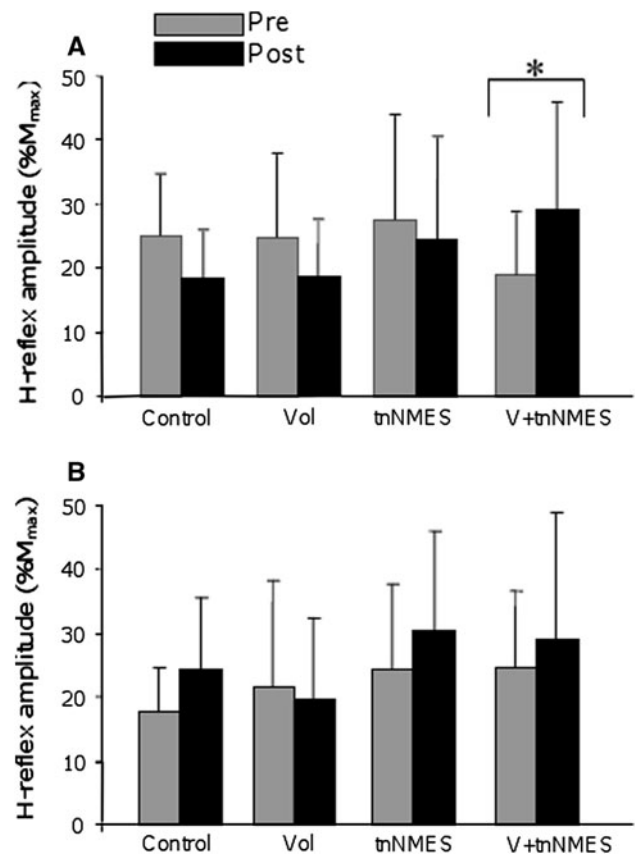 Pre
A
Post
*
50
40
30
20
10
0
H-reflex amplitude (%Mmax)
Control Vol tnNMES V+tnNMES
B
50
40
30
20
10
0
H-reflex amplitude (%Mmax)
Control Vol tnNMES V+tnNMES